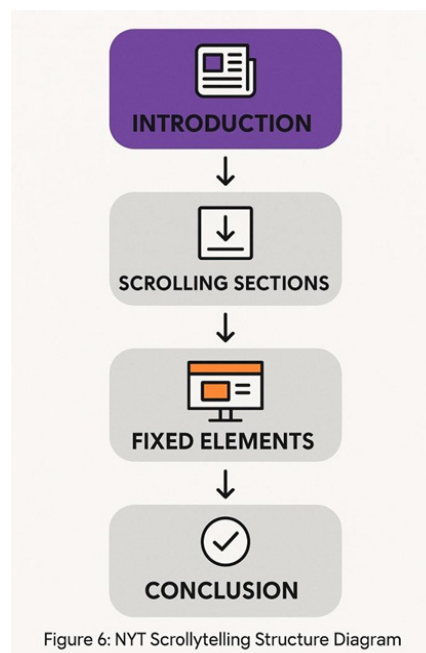 INTRODUCTION
SCROLLING SECTIONS
FIXED ELEMENTS
CONCLUSION
Figure 6: NYT Scrollytelling Structure Diagram